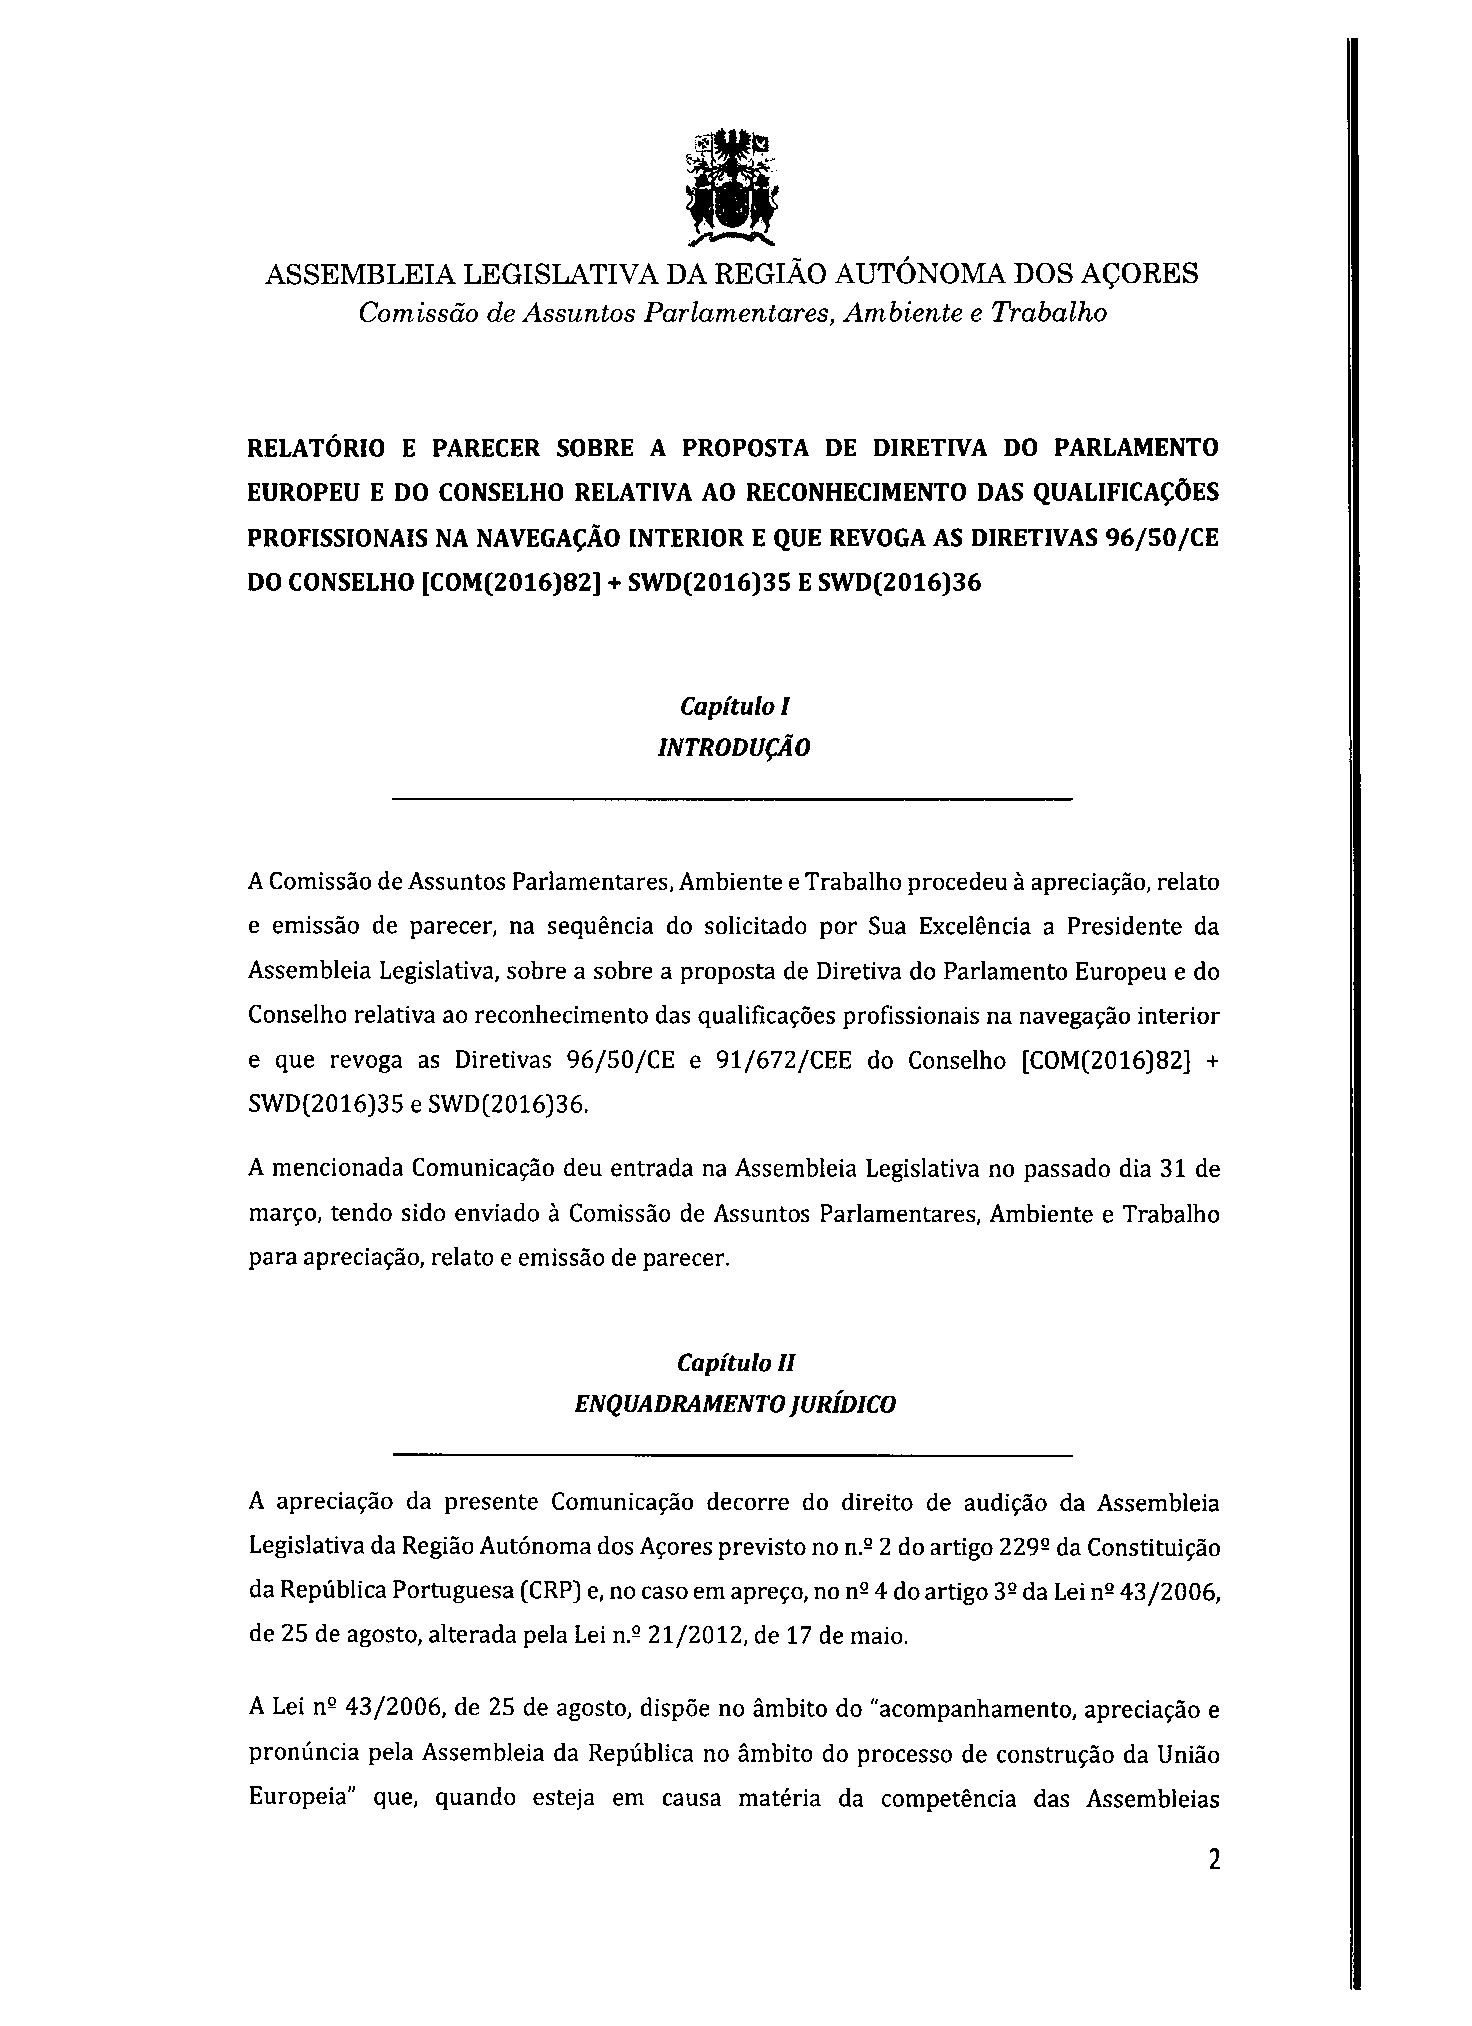 ASSEMBLEIA LEGISLATIVA DA REGIÃO AUTÓNOMA DOS AÇORES
Comissão de Assuntos Parlamentares, Ambiente e Trabalho
RELATÓRIO E PARECER SOBRE A PROPOSTA DE DIRETIVA DO PARLAMENTO
EUROPEU E DO CONSELHO RELATIVA AO RECONHECIMENTO DAS QUALIFICAÇÕES
PROFISSIONAIS NA NAVEGAÇÃO INTERIOR E QUE REVOGA AS DIRETIVAS 96/50/CE
DO CONSELHO [COM(2016)82] + SWD(2016)35 E SWD(2016)36
Capítulo I
INTRODUÇÃO
A Comissão de Assuntos Parlamentares, Ambiente e Trabalho procedeu à apreciação, relato
e emissão de parecer, na sequência do solicitado por Sua Excelência a Presidente da
Assembleia Legislativa, sobre a sobre a proposta de Diretiva do Parlamento Europeu e do
Conselho relativa ao reconhecimento das qualificações profissionais na navegação interior
e que revoga as Diretivas 96/50/CE e 91/672/CEE do Conselho [COM(2016)82] +
SWD(2016)35 e SWD(2016)36.
A mencionada Comunicação deu entrada na Assembleia Legislativa no passado dia 31 de
março, tendo sido enviado à Comissão de Assuntos Parlamentares, Ambiente e Trabalho
para apreciação, relato e emissão de parecer.
Capítulo II
ENQUADRAMENTO JURÍDICO
A apreciação da presente Comunicação decorre do direito de audição da Assembleia
Legislativa da Região Autónoma dos Açores previsto no n.º 2 do artigo 229º da Constituição
da República Portuguesa (CRP) e, no caso em apreço, no nº 4 do artigo 3º da Lei nº 43/2006,
de 25 de agosto, alterada pela Lei n.º 21/2012, de 17 de maio.
A Lei nº 43/2006, de 25 de agosto, dispõe no âmbito do "acompanhamento, apreciação e
pronúncia pela Assembleia da República no âmbito do processo de construção da União
Europeia" que, quando esteja em causa matéria da competência das Assembleias
2